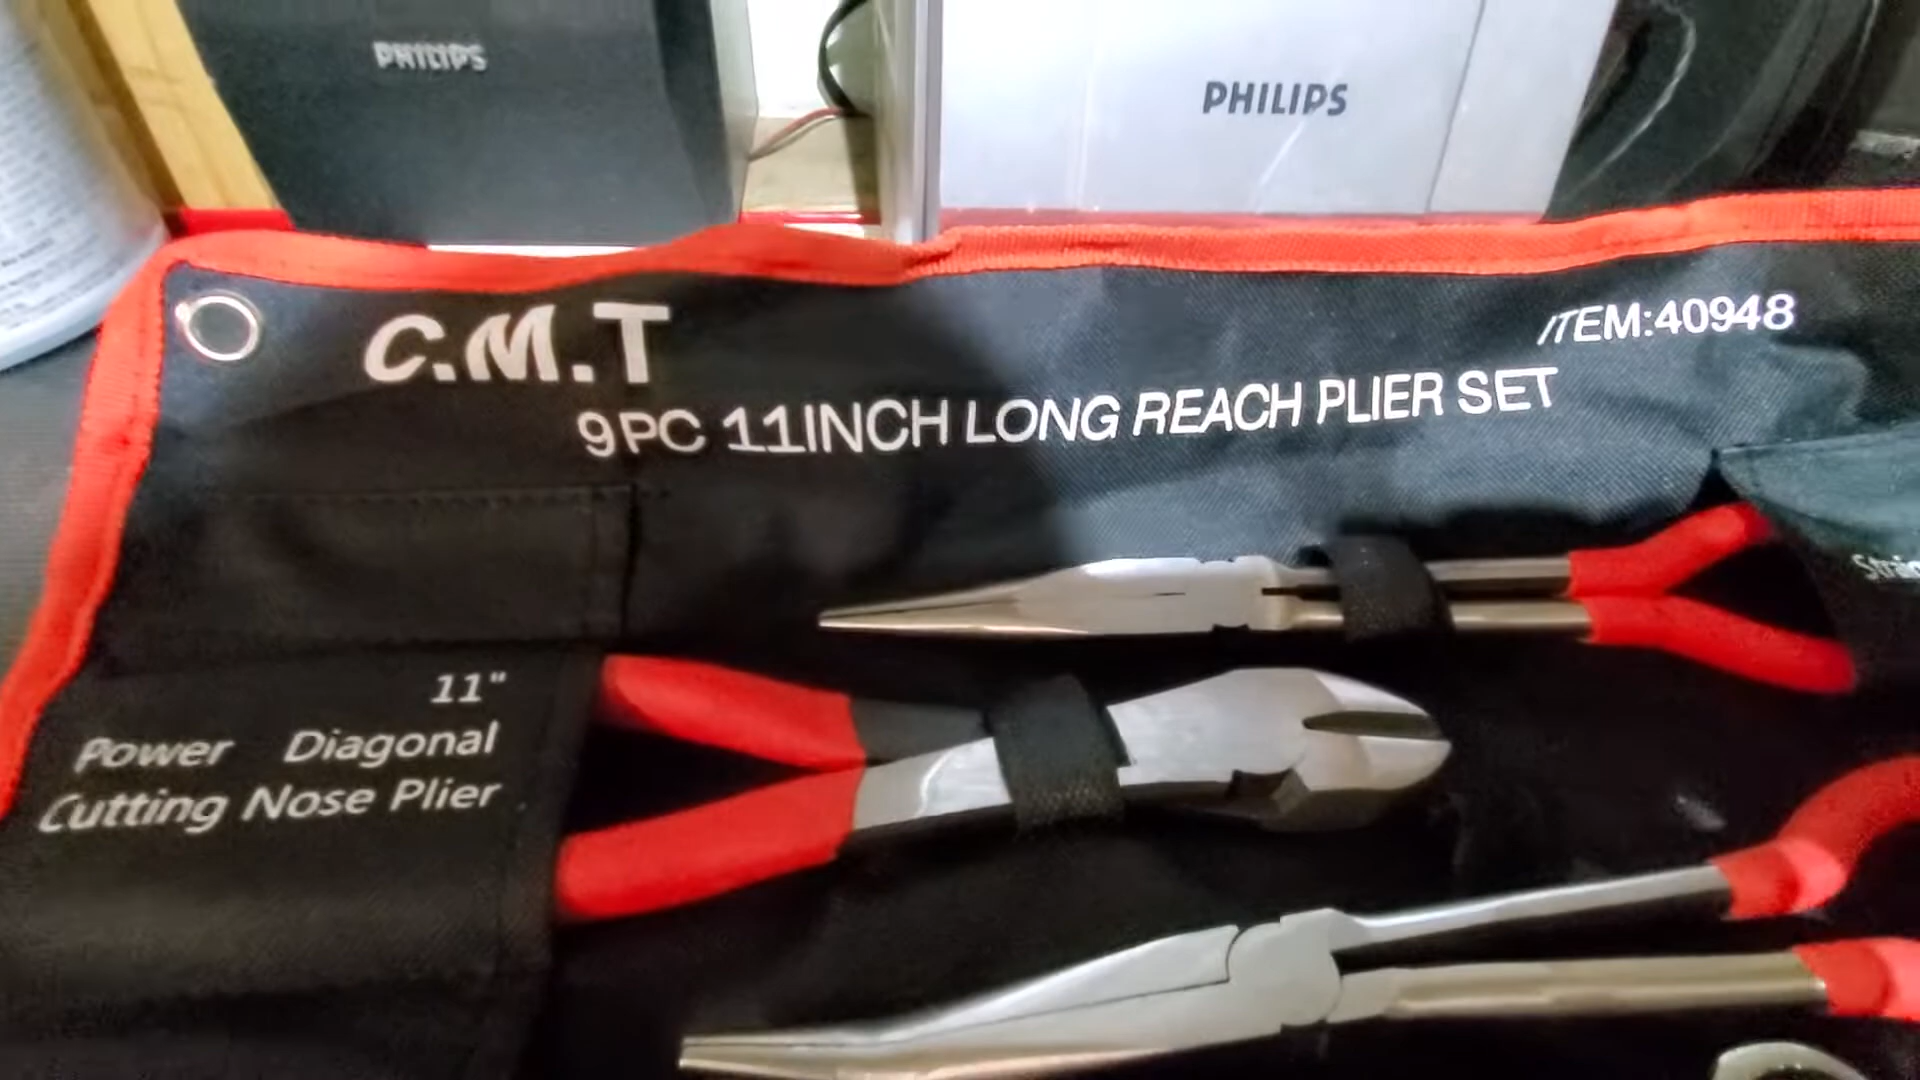 PHILIPS
PHILIPS
C.M.T
ITEM:40948
9PC 11INCH LONG REACH PLIER SET
11"
Power Diagonal
Cutting Nose Plier